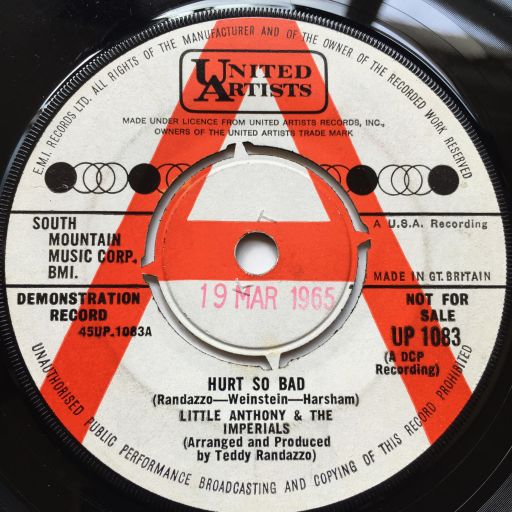 E.M.I. RECORDS LTD. ALL RIGHTS OF THE MANUFACTURER AND OF THE OWNER OF THE RECORDED WORK RESERVED
UNITED
ARTISTS
MADE UNDER LICENCE FROM UNITED ARTISTS RECORDS, INC.,
OWNERS OF THE UNITED ARTISTS TRADE MARK
SOUTH
MOUNTAIN
MUSIC CORP.,
BMI.
A U.S.A. Recording
MADE IN GT. BRITAIN
DEMONSTRATION
RECORD
45UP.1083A
19 MAR 1965
NOT FOR
SALE
UP 1083
(A DCP
Recording)
HURT SO BAD
(Randazzo—Weinstein—Harsham)
LITTLE ANTHONY & THE
IMPERIALS
(Arranged and Produced
by Teddy Randazzo)
UNAUTHORISED PUBLIC PERFORMANCE BROADCASTING AND COPYING OF THIS RECORD PROHIBITED